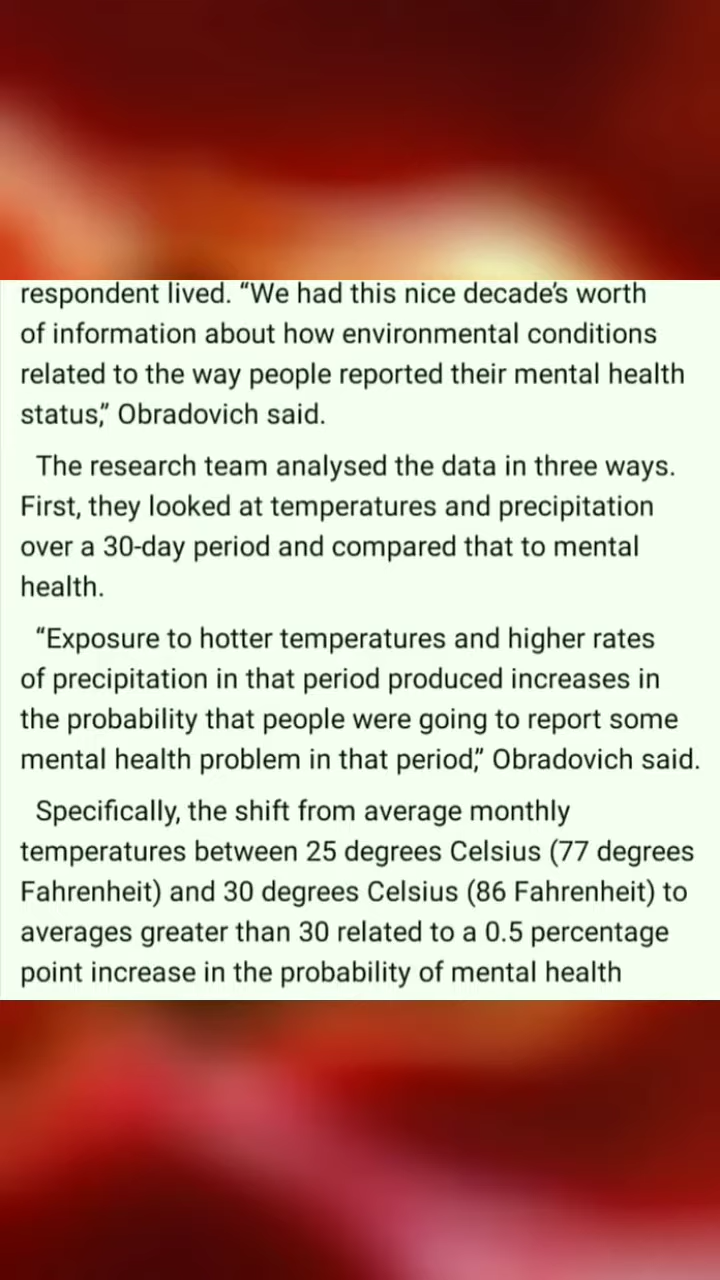 respondent lived. “We had this nice decade’s worth
of information about how environmental conditions
related to the way people reported their mental health
status,” Obradovich said.
The research team analysed the data in three ways.
First, they looked at temperatures and precipitation
over a 30-day period and compared that to mental
health.
“Exposure to hotter temperatures and higher rates
of precipitation in that period produced increases in
the probability that people were going to report some
mental health problem in that period,” Obradovich said.
Specifically, the shift from average monthly
temperatures between 25 degrees Celsius (77 degrees
Fahrenheit) and 30 degrees Celsius (86 Fahrenheit) to
averages greater than 30 related to a 0.5 percentage
point increase in the probability of mental health